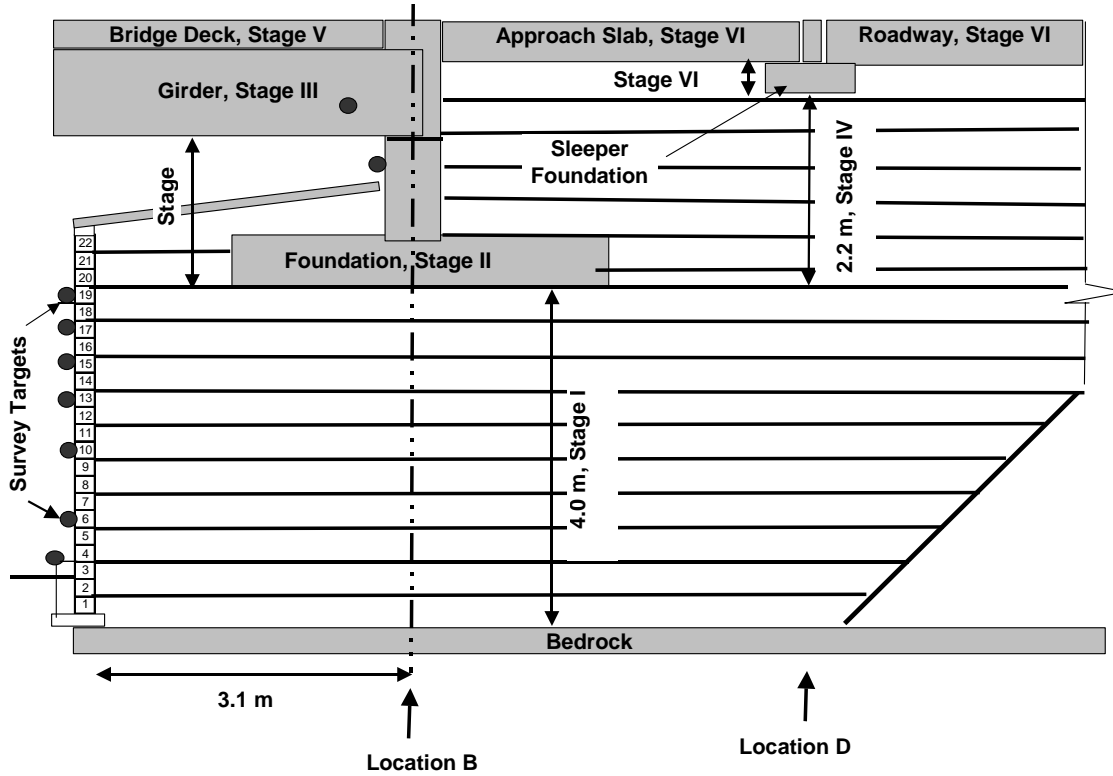 Bridge Deck, Stage V
Approach Slab, Stage VI
Roadway, Stage VI
Girder, Stage III
Stage VI
Sleeper
Foundation
Stage
2.2 m, Stage IV
Foundation, Stage II
22
21
20
19
18
17
16
15
14
13
12
11
10
9
8
7
6
5
4
3
2
1
Survey Targets
4.0 m, Stage I
Bedrock
3.1 m
Location B
Location D